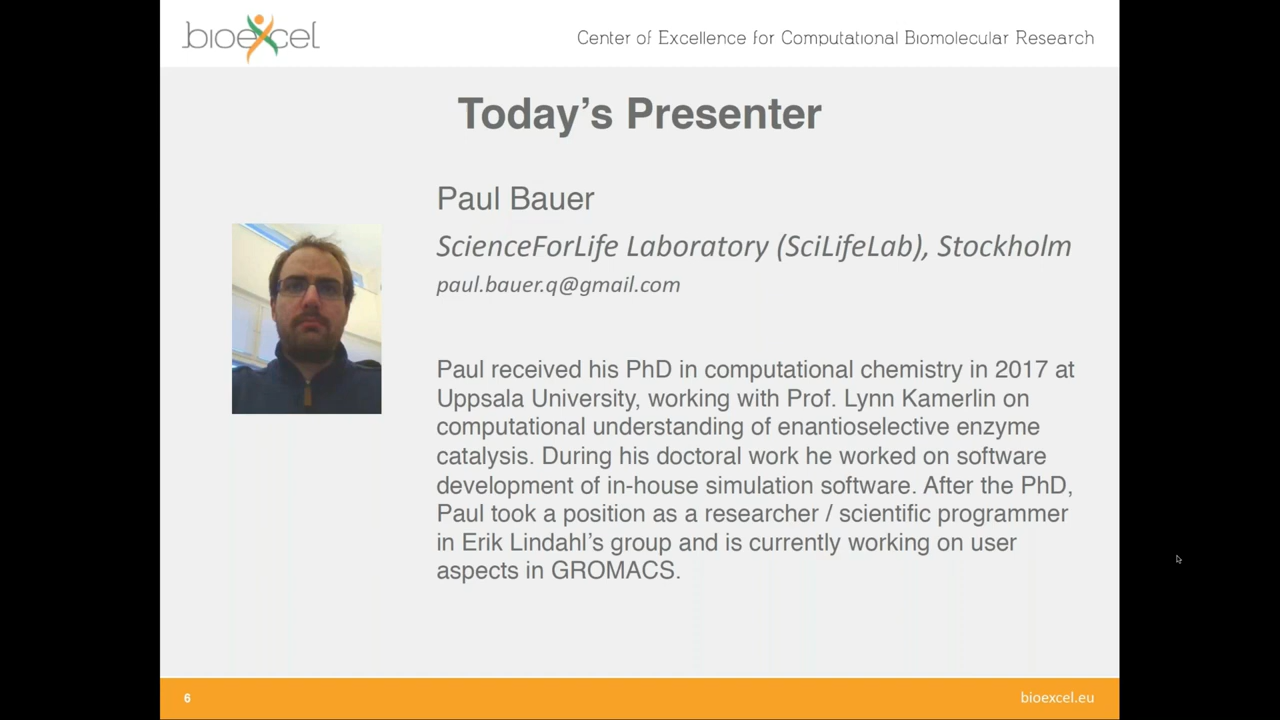 bioexcel
Center of Excellence for Computational Biomolecular Research
Today's Presenter
Paul Bauer
ScienceForLife Laboratory (SciLifeLab), Stockholm
paul.bauer.q@gmail.com
Paul received his PhD in computational chemistry in 2017 at
Uppsala University, working with Prof. Lynn Kamerlin on
computational understanding of enantioselective enzyme
catalysis. During his doctoral work he worked on software
development of in-house simulation software. After the PhD,
Paul took a position as a researcher / scientific programmer
in Erik Lindahl's group and is currently working on user
aspects in GROMACS.
6
bioexcel.eu